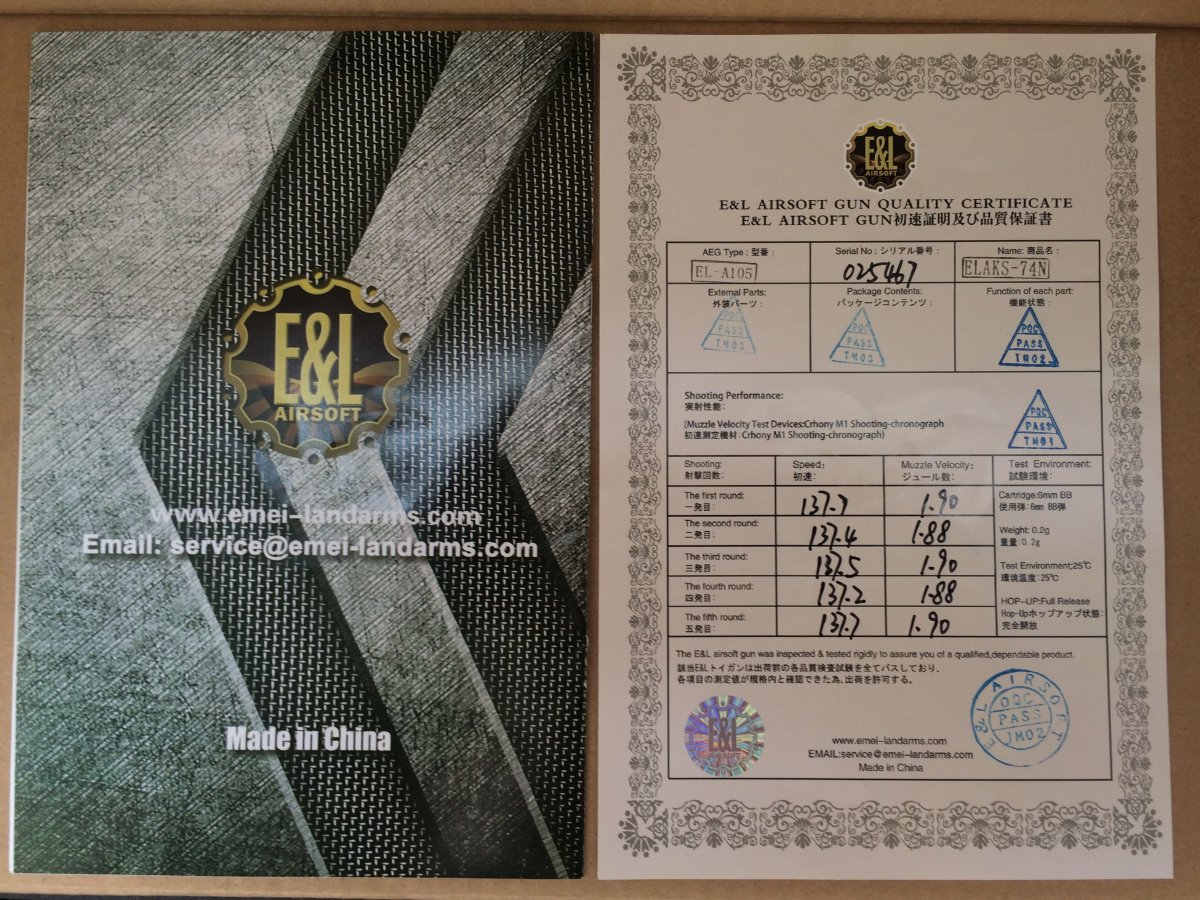 E&L
AIRSOFT
www.emei-landarms.com
Email: service@emei-landarms.com
Made in China
E&L
AIRSOFT
E&L AIRSOFT GUN QUALITY CERTIFICATE
E&L AIRSOFT GUN初速証明及び品質保証書
AEG Type : 型番 :
EL-A105
Serial No : シリアル番号 :
025467
Name: 商品名 :
ELAKS-74N
External Parts:
外装パーツ :
PQC
PASS
TM02
Package Contents:
パッケージコンテンツ :
PQC
PASS
TM02
Function of each part:
機能状態 :
PQC
PASS
TM02
Shooting Performance:
実射性能:
(Muzzle Velocity Test Devices:Crhony M1 Shooting-chronograph
初速測定機材: Crhony M1 Shooting-chronograph)
PQC
PASS
TM01
Shooting:
射撃回数:
Speed:
初速:
Muzzle Velocity:
ジュール数:
Test Environment:
試験環境:
The first round:
一発目:
137.7
1.90
The second round:
二発目:
137.4
1.88
The third round:
三発目:
137.5
1.90
The fourth round:
四発目:
137.2
1.88
The fifth round:
五発目:
137.7
1.90
Cartridge:6mm BB
使用弾:6mm BB弾
Weight: 0.2g
重量:0.2g
Test Environment;25℃
環境温度:25℃
HOP-UP:Full Release
Hop-Upホップアップ状態:
完全開放
The E&L airsoft gun was inspected & tested rigidly to assure you of a qualified,dependable product.
該当E&Lトイガンは出荷前の各品質検査試験を全てパスしており、
各項目の測定値が規格内と確認できた為、出荷を許可する。
E&L
E&L AIRSOFT
OQC
PASS
TM02
www.emei-landarms.com
EMAIL:service@emei-landarms.com
Made in China